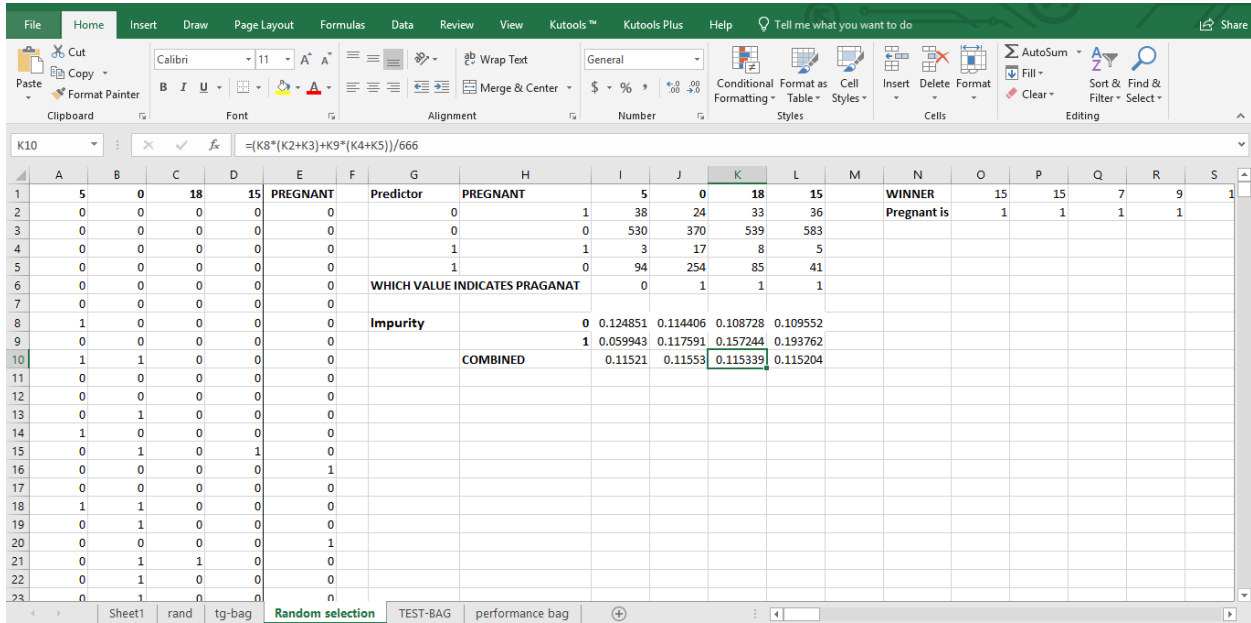 File Home Insert Draw Page Layout Formulas Data Review View Kutools ™ Kutools Plus Help Tell me what you want to do Share
Cut
Copy
Format Painter
Paste
Calibri 11
B I U
Wrap Text
Merge & Center
General
$ % ,
Conditional Formatting
Format as Table
Cell Styles
Insert Delete Format
AutoSum
Fill
Clear
Sort & Filter
Find & Select
Clipboard Font Alignment Number Styles Cells Editing
K10 fx =(K8*(K2+K3)+K9*(K4+K5))/666
A B C D E F G H I J K L M N O P Q R S
1 5 0 18 15 PREGNANT Predictor PREGNANT 5 0 18 15 WINNER 15 15 7 9 1
2 0 0 0 0 0 0 1 38 24 33 36 Pregnant is 1 1 1 1
3 0 0 0 0 0 0 0 530 370 539 583
4 0 0 0 0 0 1 1 3 17 8 5
5 0 0 0 0 0 1 0 94 254 85 41
6 0 0 0 0 0 WHICH VALUE INDICATES PRAGANAT 0 1 1 1
7 0 0 0 0 0
8 1 0 0 0 0 Impurity 0 0.124851 0.114406 0.108728 0.109552
9 0 0 0 0 0 1 0.059943 0.117591 0.157244 0.193762
10 1 1 0 0 0 COMBINED 0.11521 0.11553 0.115339 0.115204
11 0 0 0 0 0
12 0 0 0 0 0
13 0 1 0 0 0
14 1 0 0 0 0
15 0 1 0 1 0
16 0 0 0 0 1
17 0 0 0 0 0
18 1 1 0 0 0
19 0 1 0 0 0
20 0 0 0 0 1
21 0 1 1 0 0
22 0 1 0 0 0
23 0 1 0 0 0
Sheet1 rand tg-bag Random selection TEST-BAG performance bag